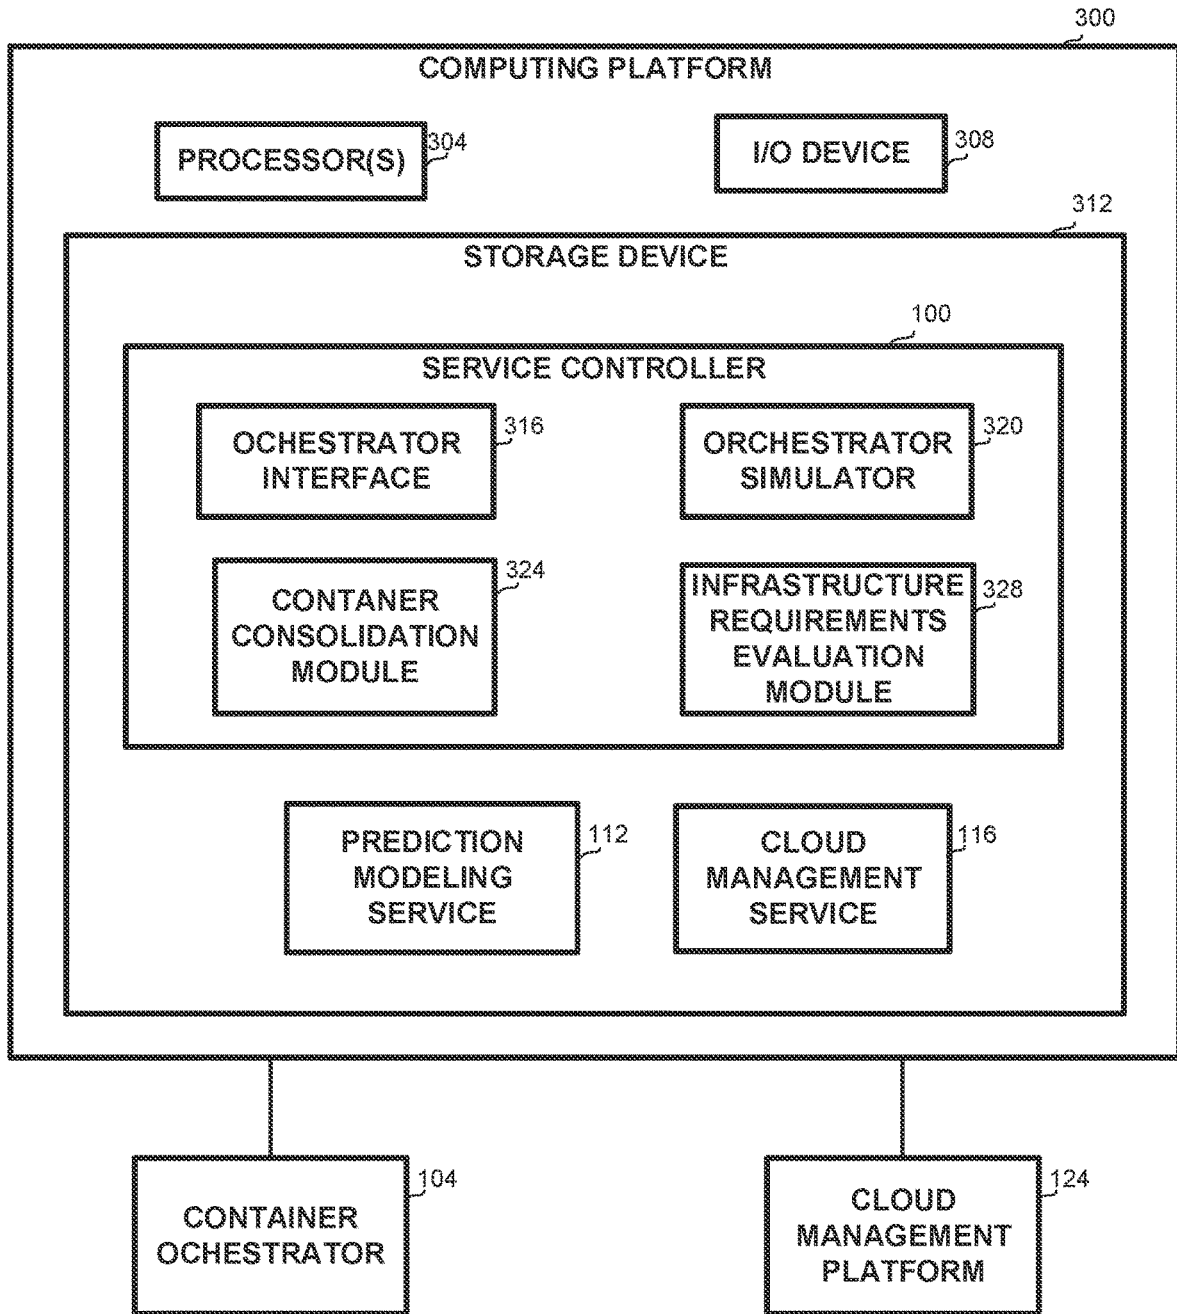 300
COMPUTING PLATFORM
PROCESSOR(S)
304
I/O DEVICE
308
312
STORAGE DEVICE
100
SERVICE CONTROLLER
OCHESTRATOR
INTERFACE
316
ORCHESTRATOR
SIMULATOR
320
CONTANER
CONSOLIDATION
MODULE
324
INFRASTRUCTURE
REQUIREMENTS
EVALUATION
MODULE
328
PREDICTION
MODELING
SERVICE
112
CLOUD
MANAGEMENT
SERVICE
116
CONTAINER
OCHESTRATOR
104
CLOUD
MANAGEMENT
PLATFORM
124